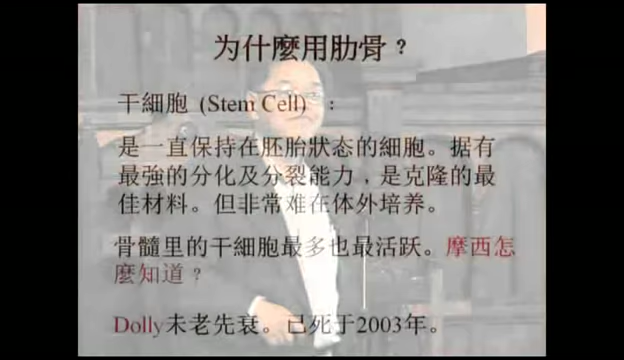 为什麼用肋骨？
干細胞 (Stem Cell) ：
是一直保持在胚胎狀态的細胞。据有
最強的分化及分裂能力，是克隆的最
佳材料。但非常难在体外培养。
骨髓里的干細胞最多也最活跃。摩西怎
麼知道？
Dolly未老先衰。己死于2003年。